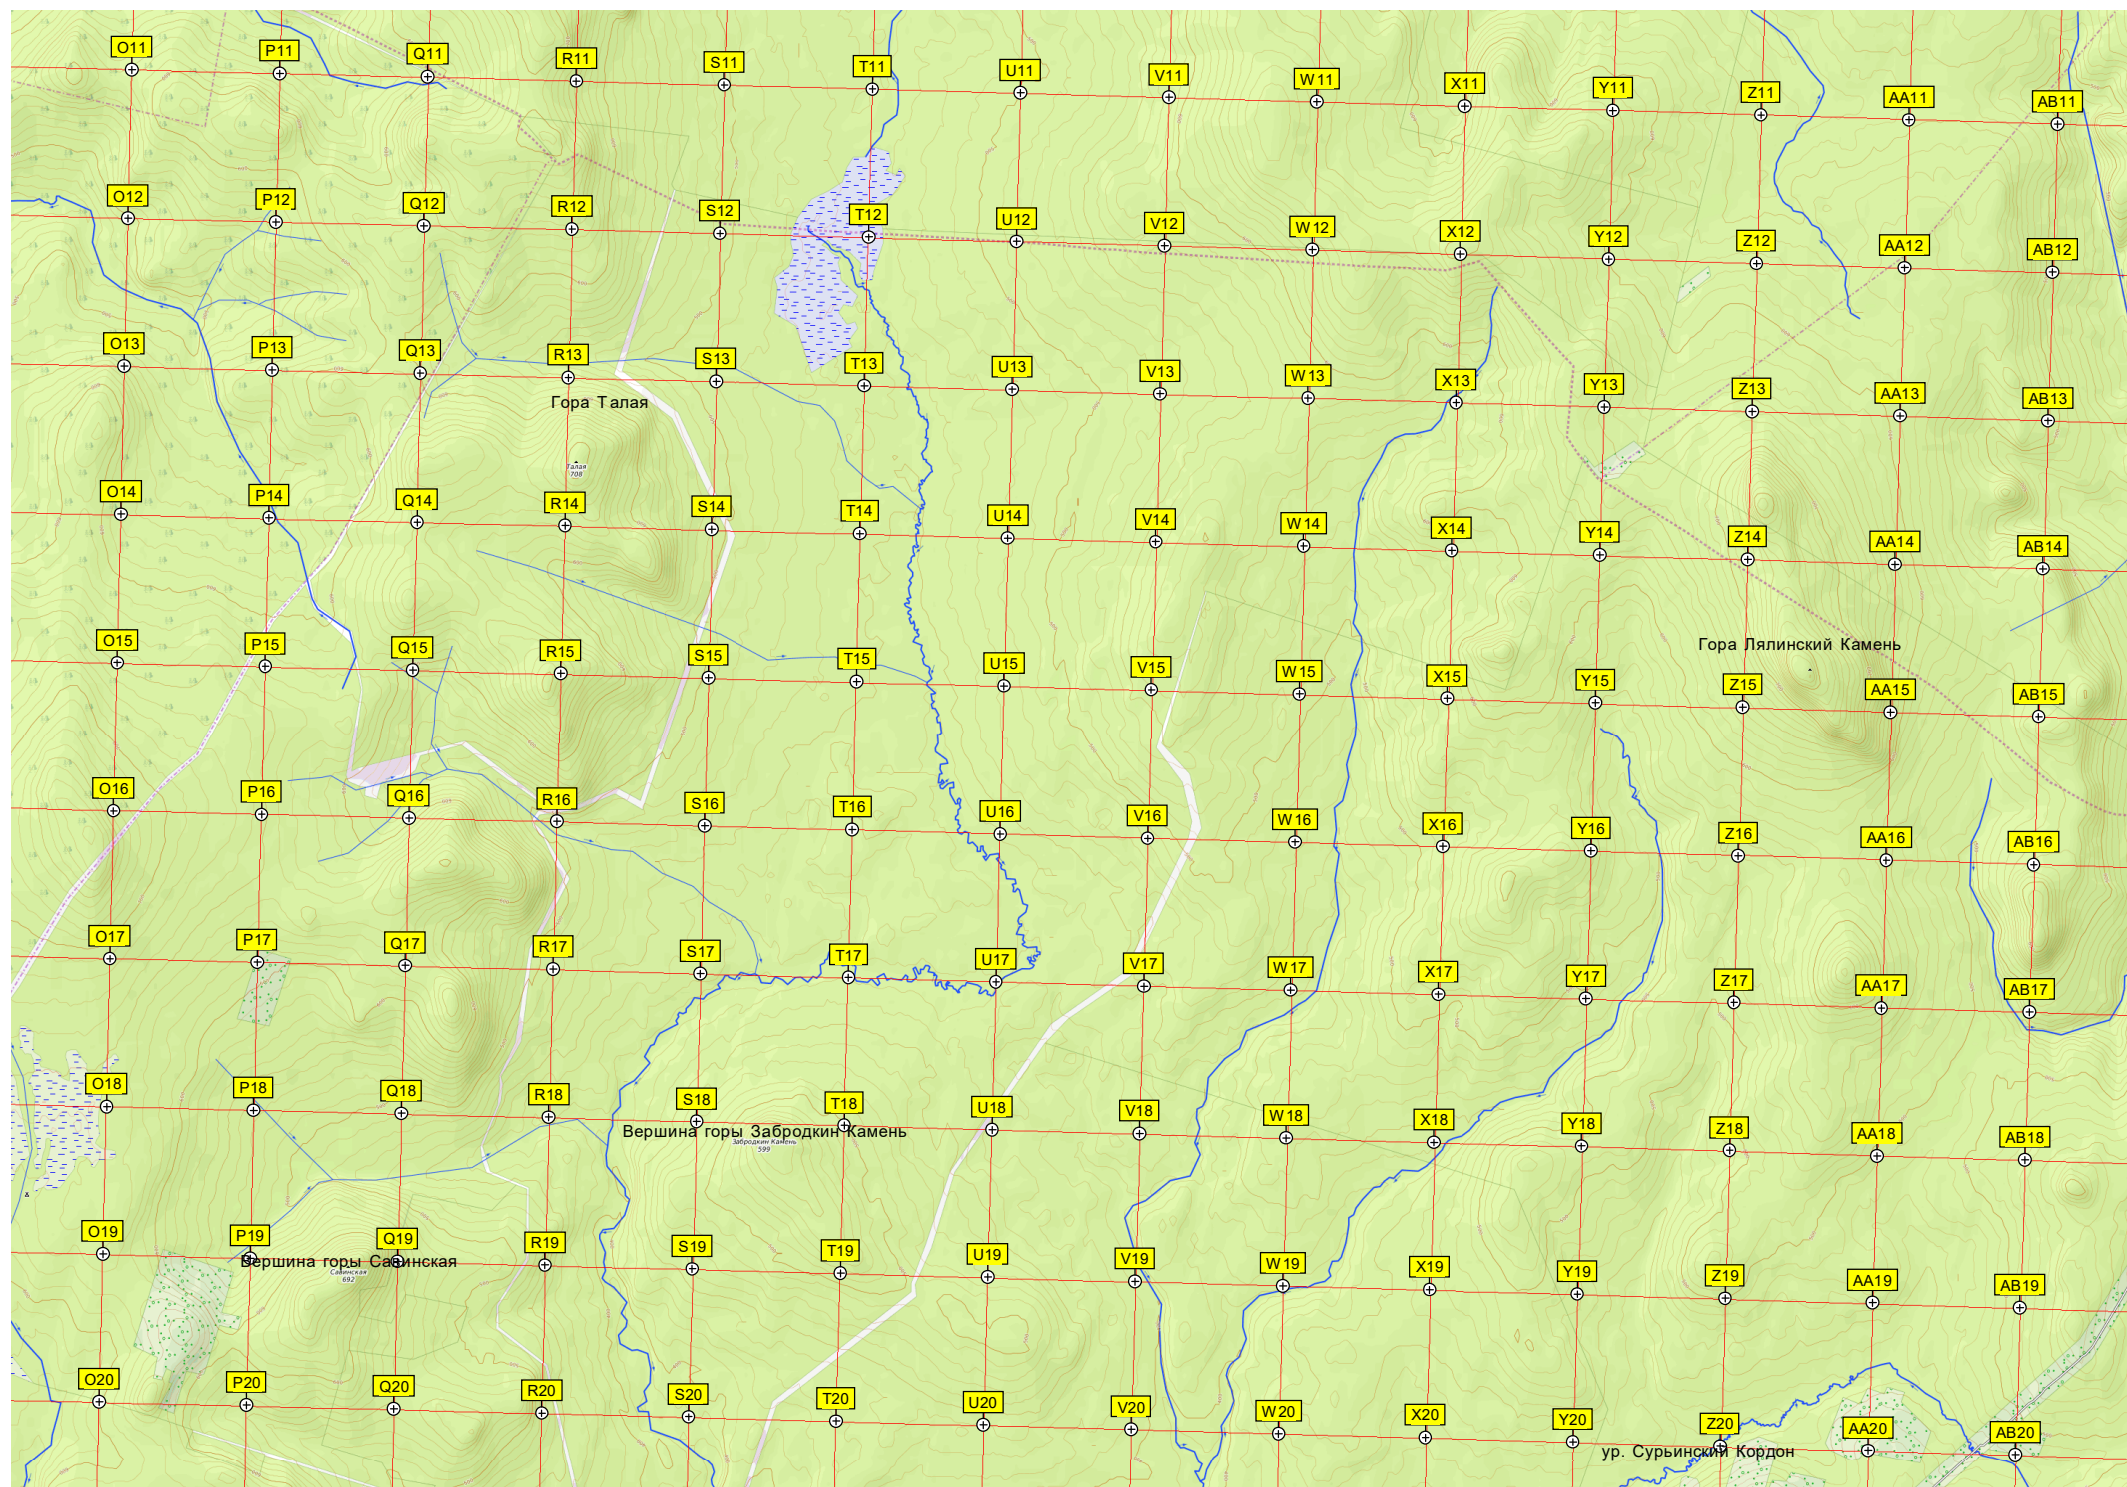 O11 P11 Q11 R11 S11 T11 U11 V11 W11 X11 Y11 Z11 AA11 AB11
O12 P12 Q12 R12 S12 T12 U12 V12 W12 X12 Y12 Z12 AA12 AB12
O13 P13 Q13 R13 S13 T13 U13 V13 W13 X13 Y13 Z13 AA13 AB13
Гора Талая
Талая
708
O14 P14 Q14 R14 S14 T14 U14 V14 W14 X14 Y14 Z14 AA14 AB14
Гора Лялинский Камень
O15 P15 Q15 R15 S15 T15 U15 V15 W15 X15 Y15 Z15 AA15 AB15
O16 P16 Q16 R16 S16 T16 U16 V16 W16 X16 Y16 Z16 AA16 AB16
O17 P17 Q17 R17 S17 T17 U17 V17 W17 X17 Y17 Z17 AA17 AB17
O18 P18 Q18 R18 S18 T18 U18 V18 W18 X18 Y18 Z18 AA18 AB18
Вершина горы Забродкин Камень
Забродкин Камень
599
O19 P19 Q19 R19 S19 T19 U19 V19 W19 X19 Y19 Z19 AA19 AB19
Вершина горы Савинская
Савинская
692
O20 P20 Q20 R20 S20 T20 U20 V20 W20 X20 Y20 Z20 AA20 AB20
ур. Сурьинский Кордон